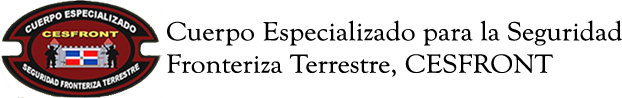 CUERPO ESPECIALIZADO
CESFRONT
SEGURIDAD FRONTERIZA TERRESTRE
Cuerpo Especializado para la Seguridad
Fronteriza Terrestre, CESFRONT